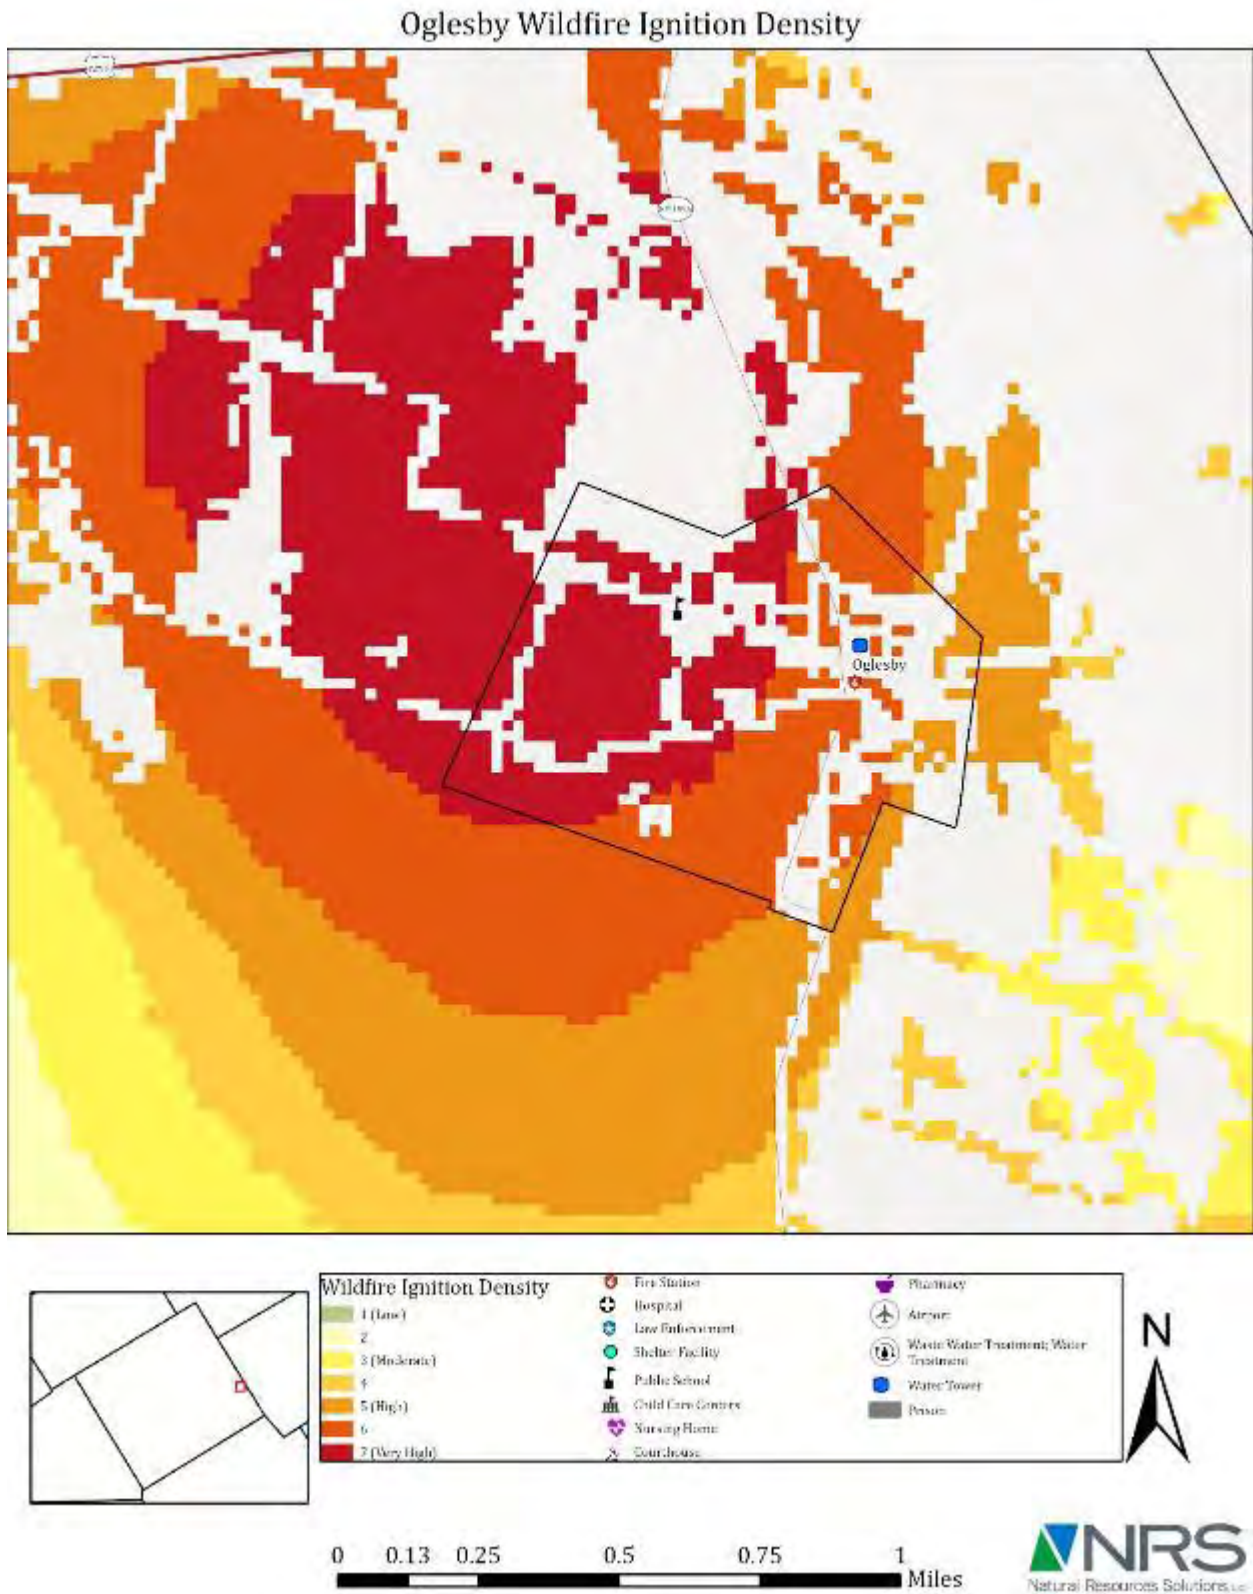 Oglesby Wildfire Ignition Density
Oglesby
Wildfire Ignition Density
1 (Low)
2
3 (Moderate)
4
5 (High)
6
7 (Very High)
Fire Station
Hospital
Law Enforcement
Shelter Facility
Public School
Child Care Centers
Nursing Home
Courthouse
Pharmacy
Airport
Waste Water Treatment; Water
Treatment
Water Tower
Prison
N
0 0.13 0.25 0.5 0.75 1
Miles
NRS
Natural Resources Solutions